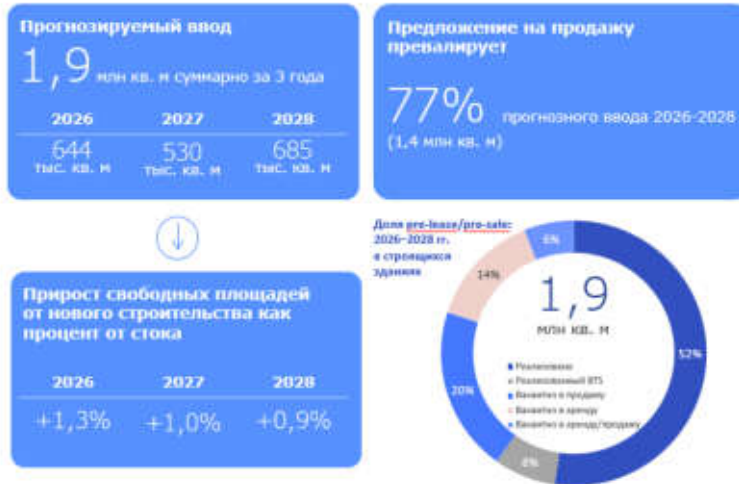 Прогнозируемый ввод
1,9 млн кв. м суммарно за 3 года
2026 2027 2028
644 530 685
тыс. кв. м тыс. кв. м тыс. кв. м
Предложение на продажу
превалирует
77% прогнозного ввода 2026-2028
(1,4 млн кв. м)
Прирост свободных площадей
от нового строительства как
процент от стока
2026 2027 2028
+1,3% +1,0% +0,9%
Доля pre-lease/pre-sale:
2026–2028 гг.
в строящихся
зданиях
6%
14%
52%
20%
8%
1,9
млн кв. м
Реализовано
Реализованный BTS
Вакантно в продажу
Вакантно в аренду
Вакантно в аренду/продажу